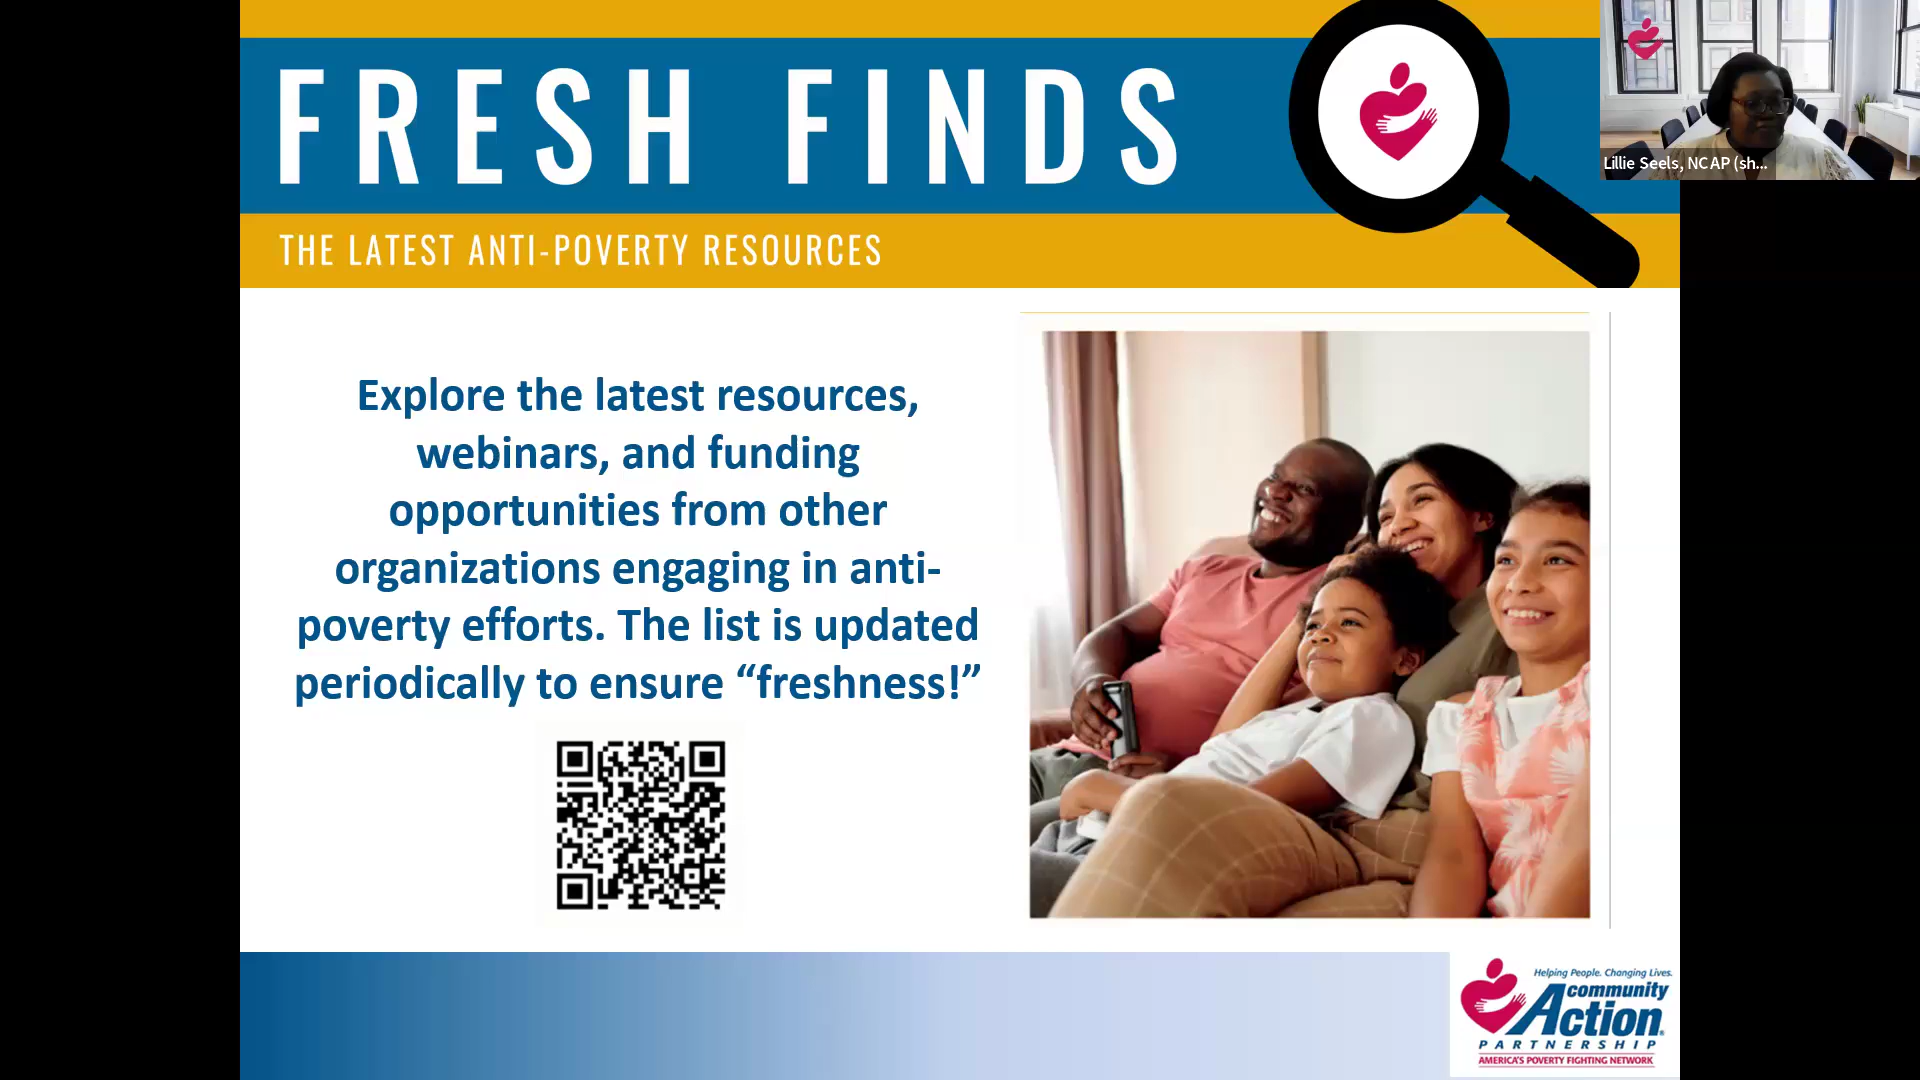 FRESH FINDS
THE LATEST ANTI-POVERTY RESOURCES
Lillie Seels, NCAP (sh...
Explore the latest resources,
webinars, and funding
opportunities from other
organizations engaging in anti-
poverty efforts. The list is updated
periodically to ensure “freshness!”
Helping People. Changing Lives.
community
Action®
PARTNERSHIP
AMERICA'S POVERTY FIGHTING NETWORK